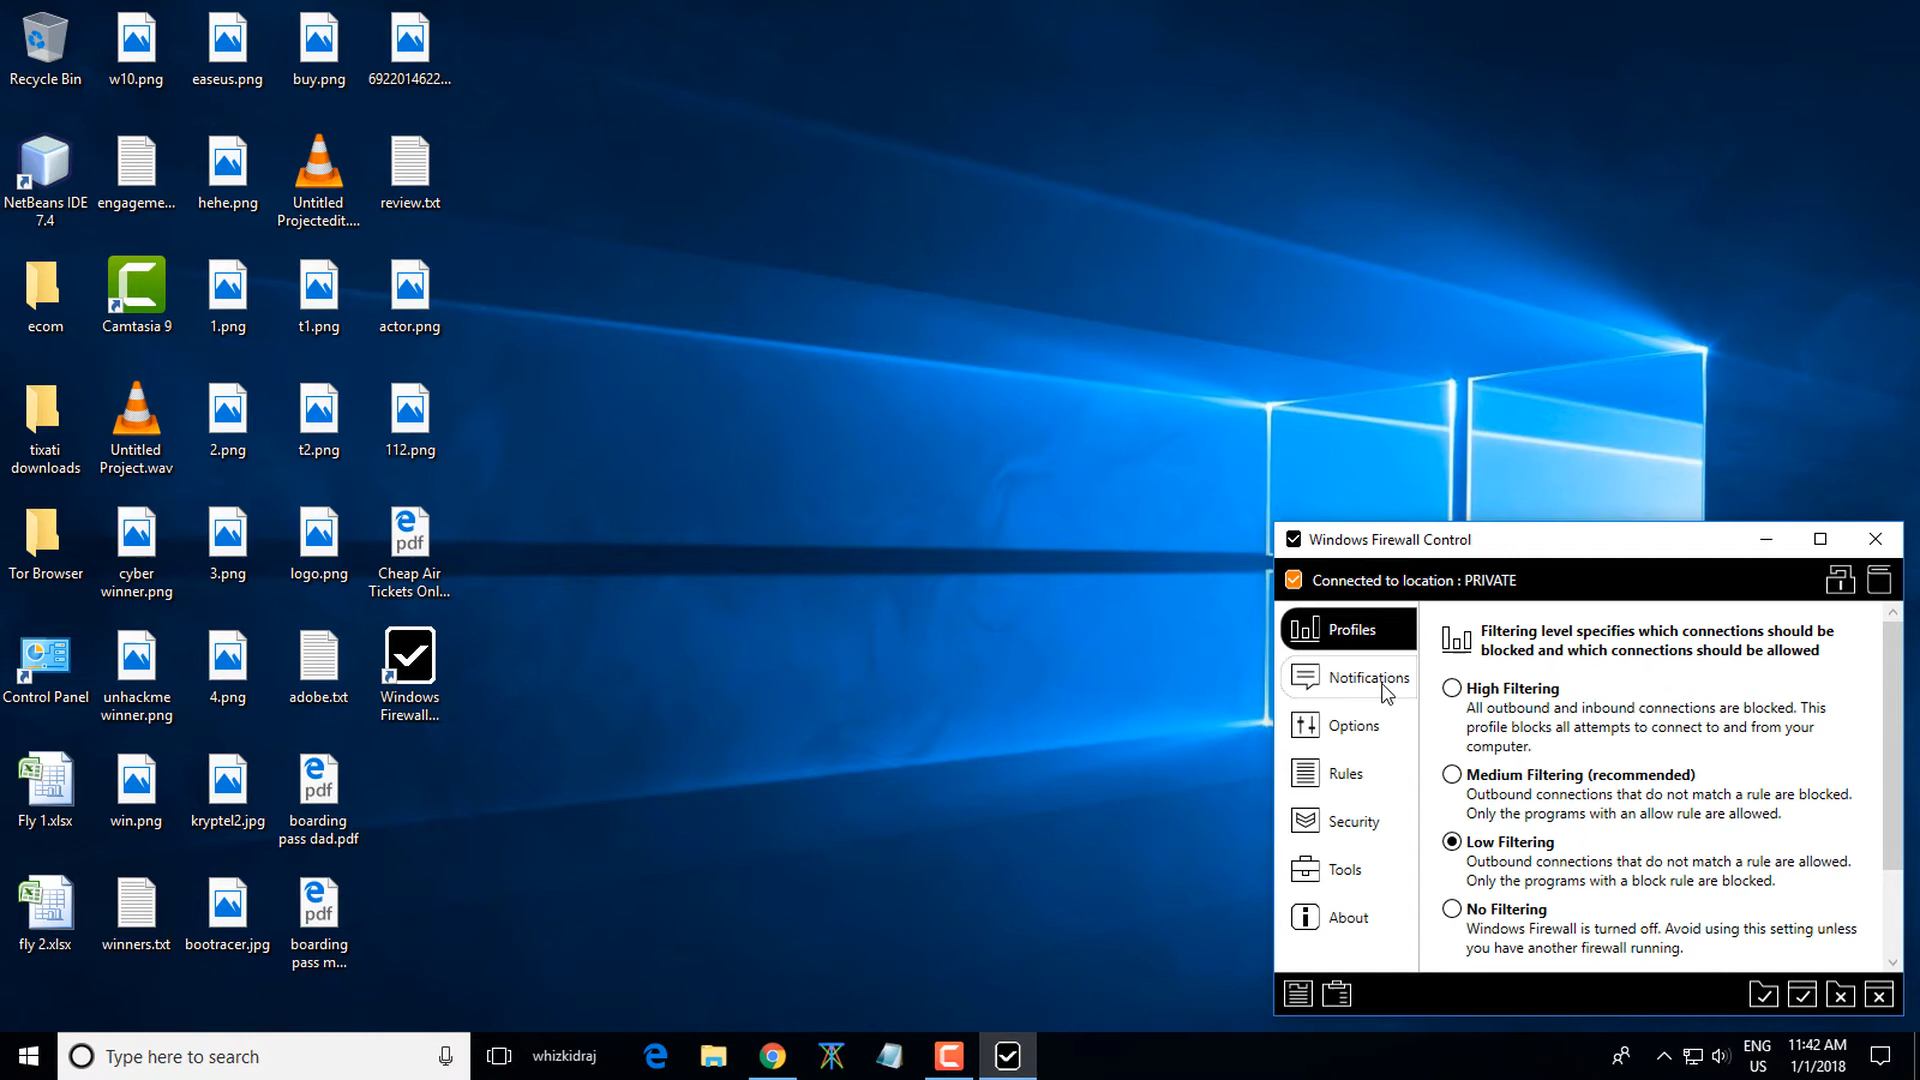 Recycle Bin
w10.png
easeus.png
buy.png
6922014622...
NetBeans IDE
7.4
engageme...
hehe.png
Untitled
Projectedit....
review.txt
ecom
Camtasia 9
1.png
t1.png
actor.png
tixati
downloads
Untitled
Project.wav
2.png
t2.png
112.png
Tor Browser
cyber
winner.png
3.png
logo.png
pdf
Cheap Air
Tickets Onl...
Control Panel
unhackme
winner.png
4.png
adobe.txt
Windows
Firewall...
Fly 1.xlsx
win.png
kryptel2.jpg
pdf
boarding
pass dad.pdf
fly 2.xlsx
winners.txt
bootracer.jpg
pdf
boarding
pass m...
Windows Firewall Control
Connected to location : PRIVATE
Profiles
Notifications
Options
Rules
Security
Tools
About
Filtering level specifies which connections should be
blocked and which connections should be allowed
High Filtering
All outbound and inbound connections are blocked. This
profile blocks all attempts to connect to and from your
computer.
Medium Filtering (recommended)
Outbound connections that do not match a rule are blocked.
Only the programs with an allow rule are allowed.
Low Filtering
Outbound connections that do not match a rule are allowed.
Only the programs with a block rule are blocked.
No Filtering
Windows Firewall is turned off. Avoid using this setting unless
you have another firewall running.
Type here to search
whizkidraj
ENG
US
11:42 AM
1/1/2018